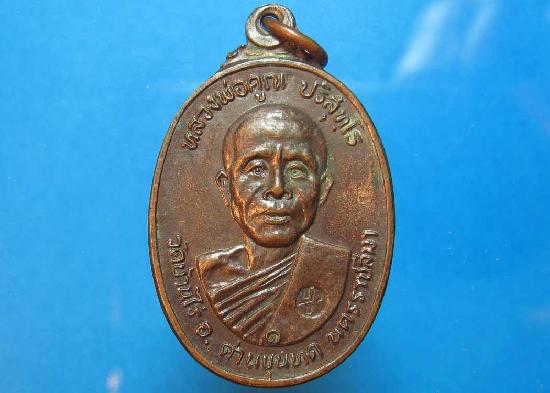 หลวงพ่อคูณ ปริสุทฺโธ
๑
วัดบ้านไร่ อ. ด่านขุนทด นครราชสีมา